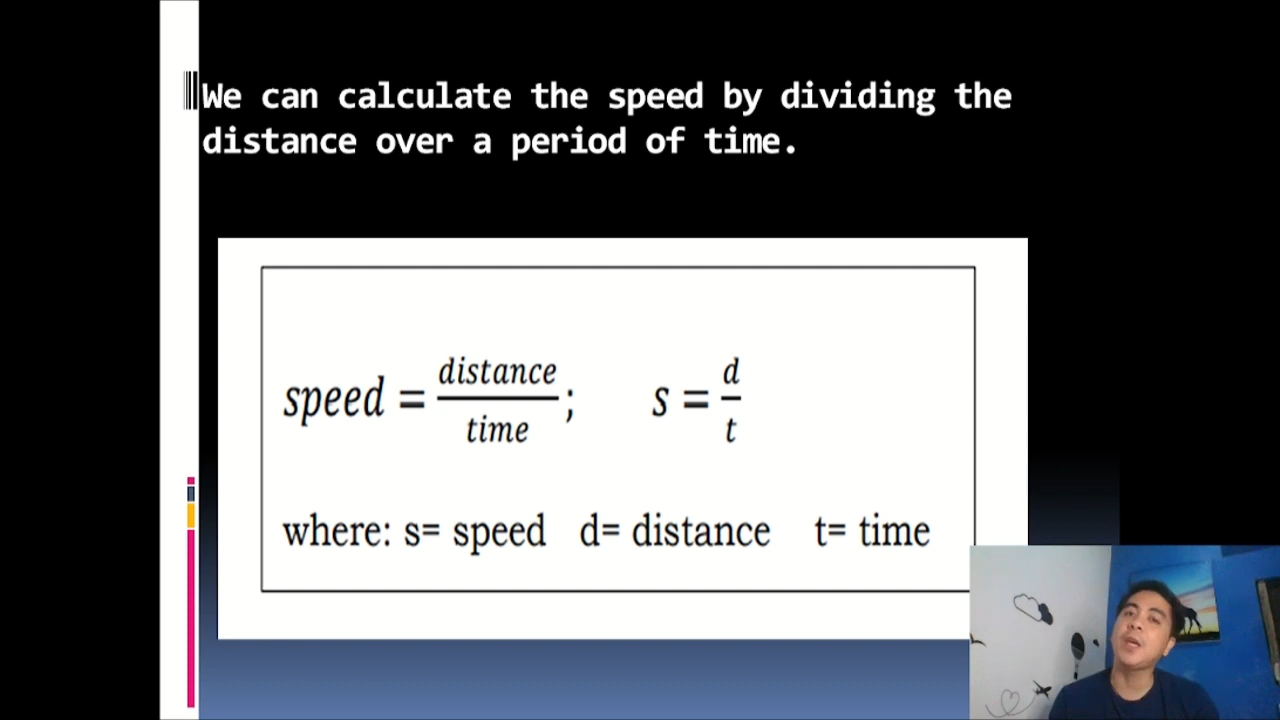 We can calculate the speed by dividing the
distance over a period of time.
speed = distance/time; s = d/t
where: s= speed d= distance t= time